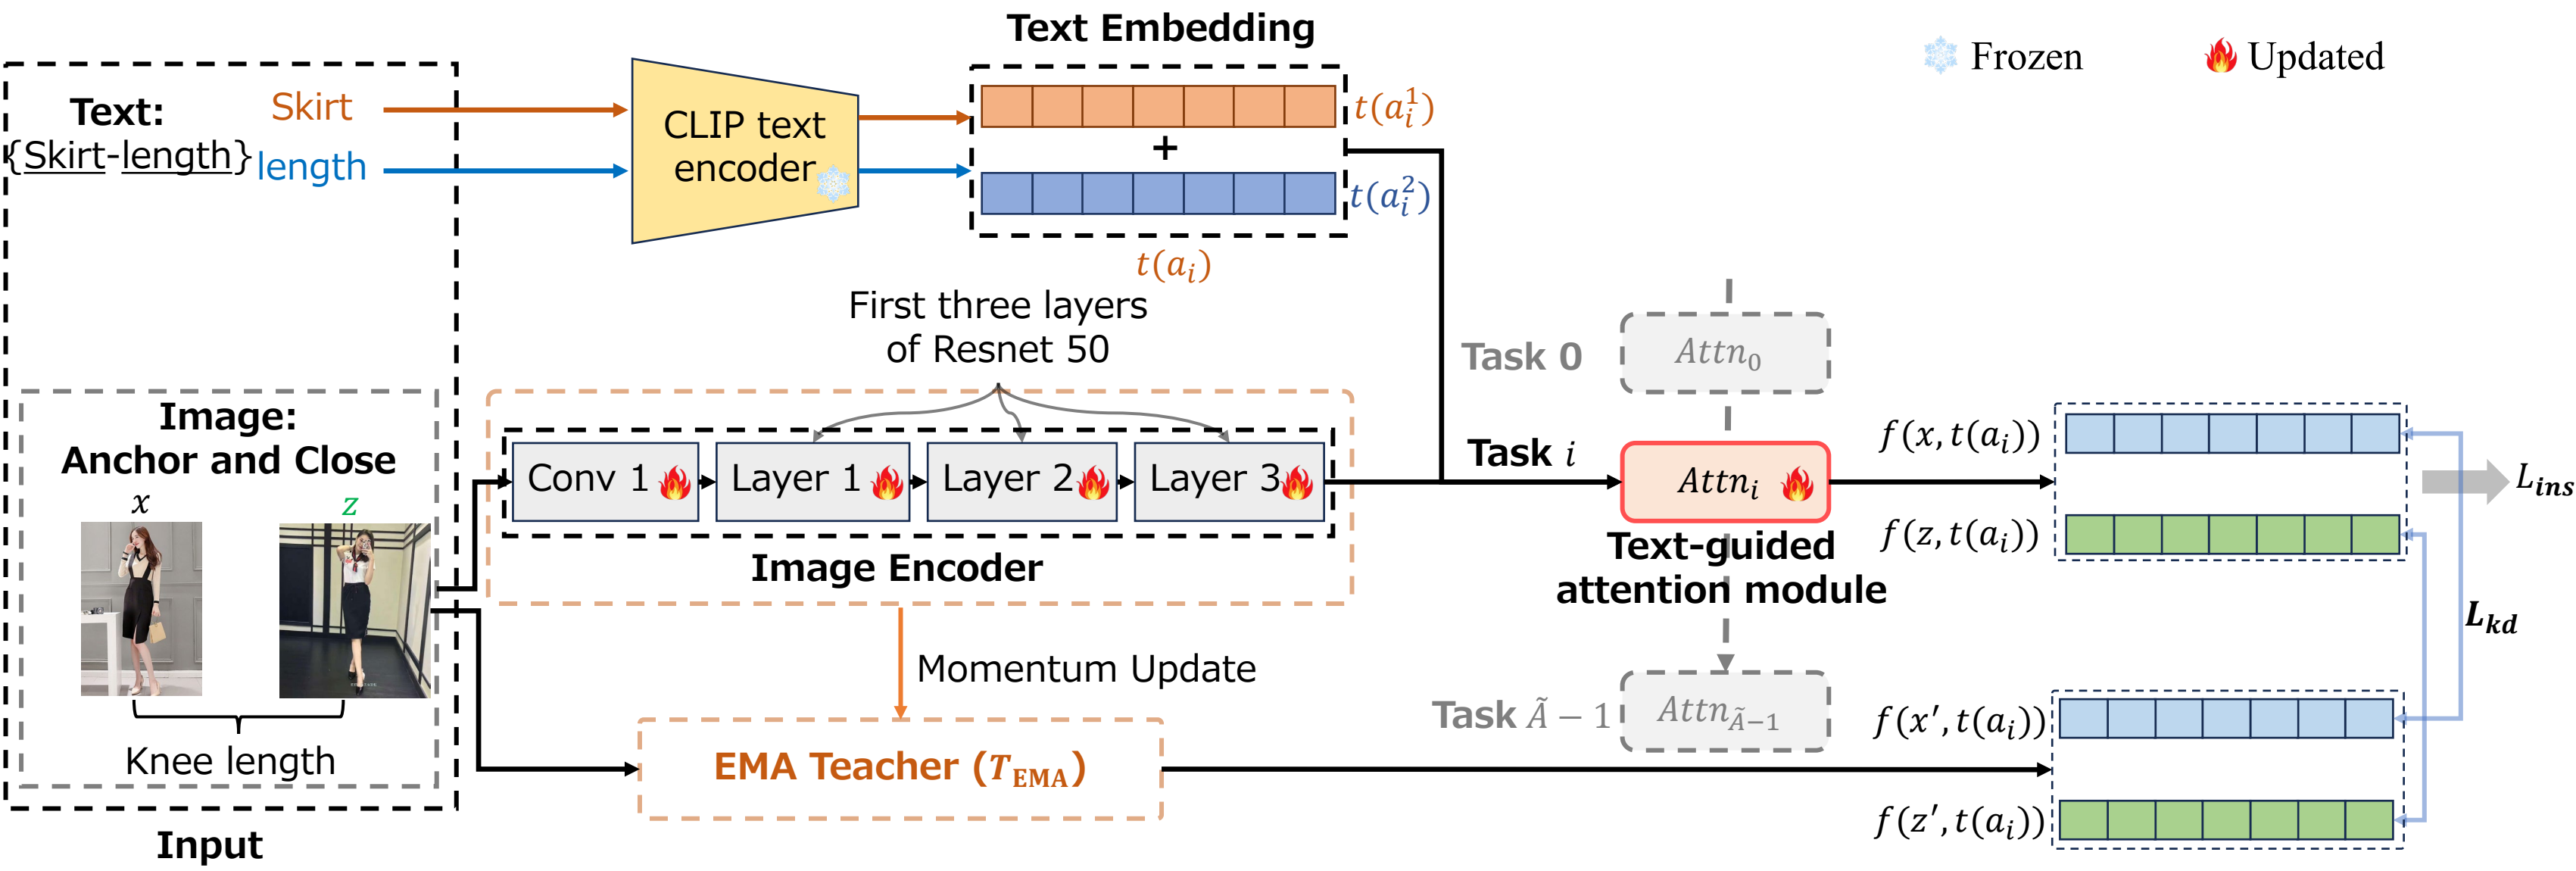 Text Embedding
Frozen
Updated
Text:
{Skirt-length}
Skirt
length
CLIP text
encoder
t(a_i^1)
+
t(a_i^2)
t(a_i)
First three layers
of Resnet 50
Image:
Anchor and Close
x
z
Knee length
Input
Conv 1
Layer 1
Layer 2
Layer 3
Image Encoder
Momentum Update
EMA Teacher (T_EMA)
Task 0
Attn_0
Task i
Attn_i
Text-guided
attention module
Task Ã − 1
Attn_{Ã−1}
f(x, t(a_i))
f(z, t(a_i))
L_ins
L_kd
f(x′, t(a_i))
f(z′, t(a_i))